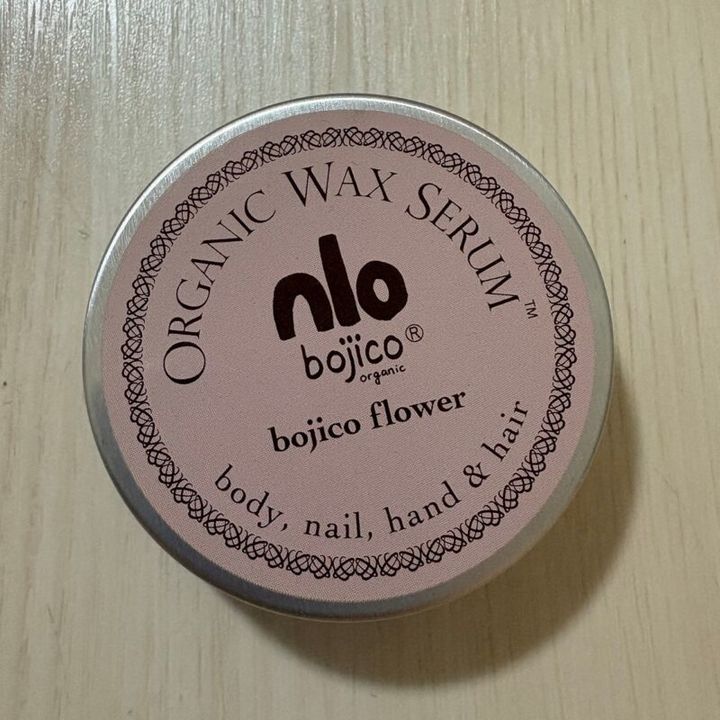 ORGANIC WAX SERUM™
nlo
bojico®
organic
bojico flower
body, nail, hand & hair